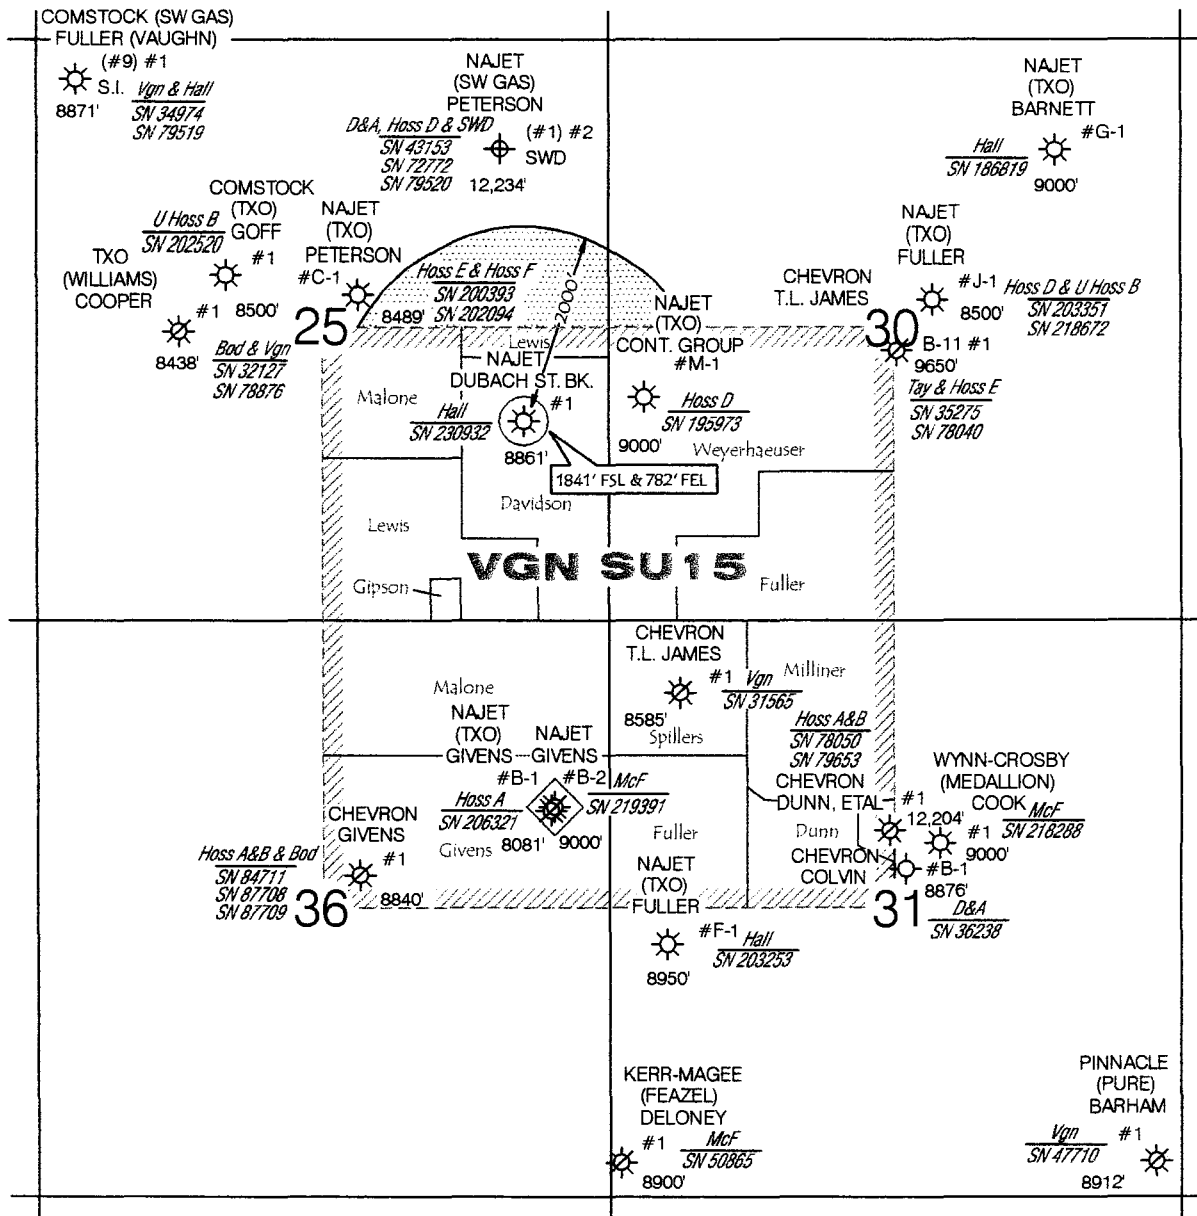 COMSTOCK (SW GAS)
FULLER (VAUGHN)
(#9) #1
S.I.
8871'
Vgn & Hall
SN 34974
SN 79519
NAJET
(SW GAS)
PETERSON
(#1) #2
SWD
12,234'
D&A, Hoss D & SWD
SN 43153
SN 72772
SN 79520
NAJET
(TXO)
BARNETT
#G-1
9000'
Hall
SN 186819
COMSTOCK
(TXO)
GOFF
#1
8500'
U Hoss B
SN 202520
TXO
(WILLIAMS)
COOPER
#1
8438'
Bod & Vgn
SN 32127
SN 78876
NAJET
(TXO)
PETERSON
#C-1
8489'
Hoss E & Hoss F
SN 200393
SN 202094
2000'
25
30
NAJET
(TXO)
FULLER
#J-1
8500'
Hoss D & U Hoss B
SN 203351
SN 218672
CHEVRON
T.L. JAMES
B-11 #1
9650'
Tay & Hoss E
SN 35275
SN 78040
NAJET
(TXO)
CONT. GROUP
#M-1
9000'
Hoss D
SN 195973
Lewis
NAJET
DUBACH ST. BK.
#1
8861'
Hall
SN 230932
1841' FSL & 782' FEL
Malone
Weyerhaeuser
Davidson
Lewis
Gipson
VGN SU15
Fuller
CHEVRON
T.L. JAMES
#1
8585'
Vgn
SN 31565
Milliner
Malone
Spillers
NAJET
(TXO)
GIVENS
#B-1
8081'
Hoss A
SN 206321
NAJET
GIVENS
#B-2
9000'
McF
SN 219391
Hoss A&B
SN 78050
SN 79653
CHEVRON
DUNN, ETAL
#1
12,204'
WYNN-CROSBY
(MEDALLION)
COOK
#1
9000'
McF
SN 218288
Dunn
CHEVRON
COLVIN
#B-1
8876'
D&A
SN 36238
CHEVRON
GIVENS
#1
8840'
Hoss A&B & Bod
SN 84711
SN 87708
SN 87709
Givens
Fuller
36
31
NAJET
(TXO)
FULLER
#F-1
8950'
Hall
SN 203253
KERR-MAGEE
(FEAZEL)
DELONEY
#1
8900'
McF
SN 50865
PINNACLE
(PURE)
BARHAM
#1
8912'
Vgn
SN 47710